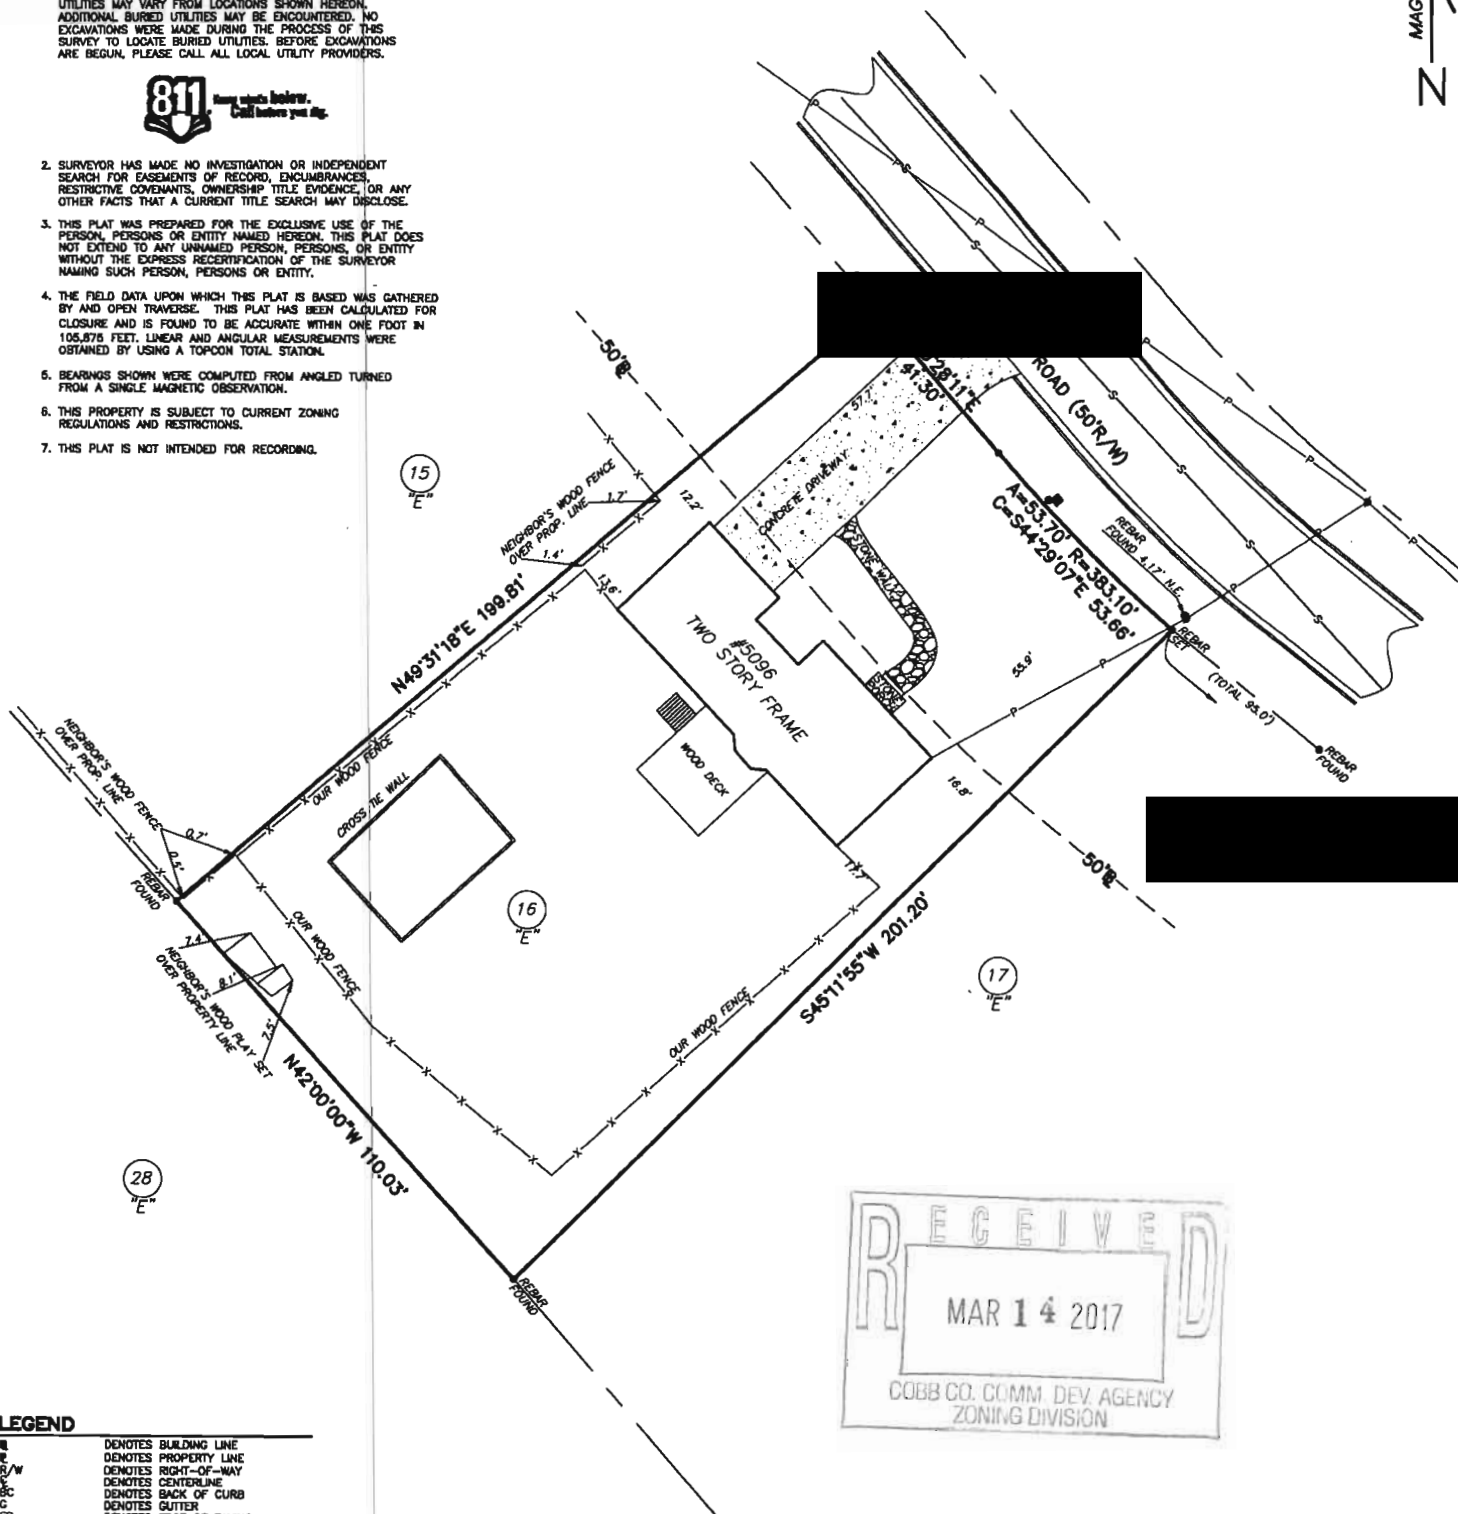 UTILITIES MAY VARY FROM LOCATIONS SHOWN HEREON.
ADDITIONAL BURIED UTILITIES MAY BE ENCOUNTERED. NO
EXCAVATIONS WERE MADE DURING THE PROCESS OF THIS
SURVEY TO LOCATE BURIED UTILITIES. BEFORE EXCAVATIONS
ARE BEGUN, PLEASE CALL ALL LOCAL UTILITY PROVIDERS.
811
Know what's below.
Call before you dig.
2. SURVEYOR HAS MADE NO INVESTIGATION OR INDEPENDENT
SEARCH FOR EASEMENTS OF RECORD, ENCUMBRANCES,
RESTRICTIVE COVENANTS, OWNERSHIP TITLE EVIDENCE, OR ANY
OTHER FACTS THAT A CURRENT TITLE SEARCH MAY DISCLOSE.
3. THIS PLAT WAS PREPARED FOR THE EXCLUSIVE USE OF THE
PERSON, PERSONS OR ENTITY NAMED HEREON. THIS PLAT DOES
NOT EXTEND TO ANY UNNAMED PERSON, PERSONS, OR ENTITY
WITHOUT THE EXPRESS RECERTIFICATION OF THE SURVEYOR
NAMING SUCH PERSON, PERSONS OR ENTITY.
4. THE FIELD DATA UPON WHICH THIS PLAT IS BASED WAS GATHERED
BY AND OPEN TRAVERSE. THIS PLAT HAS BEEN CALCULATED FOR
CLOSURE AND IS FOUND TO BE ACCURATE WITHIN ONE FOOT IN
105,875 FEET. LINEAR AND ANGULAR MEASUREMENTS WERE
OBTAINED BY USING A TOPCON TOTAL STATION.
5. BEARINGS SHOWN WERE COMPUTED FROM ANGLED TURNED
FROM A SINGLE MAGNETIC OBSERVATION.
6. THIS PROPERTY IS SUBJECT TO CURRENT ZONING
REGULATIONS AND RESTRICTIONS.
7. THIS PLAT IS NOT INTENDED FOR RECORDING.
MAG
N
50'BL
ROAD (50'R/W)
28'11"E
41.30'
57.1
CONCRETE DRIVEWAY
15
"E"
NEIGHBOR'S WOOD FENCE
OVER PROP. LINE
1.7'
1.4'
12.2'
13.6'
A=53.70' R=383.10'
C=S44°29'07"E 53.66'
REBAR
FOUND 4.17' N.E.
REBAR
SET
(TOTAL 95.0')
REBAR
FOUND
STONE WALK
STONE
PORCH
55.9'
#5096
TWO STORY FRAME
WOOD DECK
N49°31'18"E 199.81'
OUR WOOD FENCE
CROSS TIE WALL
NEIGHBOR'S WOOD FENCE
OVER PROP. LINE
0.7'
0.5'
REBAR
FOUND
16.8'
17.7'
50'BL
16
"E"
OUR WOOD FENCE
7.4'
8.1'
7.5'
NEIGHBOR'S WOOD PLAY SET
OVER PROPERTY LINE
S45°11'55"W 201.20'
17
"E"
OUR WOOD FENCE
N42°00'00"W 110.03'
28
"E"
REBAR
FOUND
RECEIVED
MAR 14 2017
COBB CO. COMM. DEV. AGENCY
ZONING DIVISION
LEGEND
DENOTES BUILDING LINE
DENOTES PROPERTY LINE
R/W DENOTES RIGHT-OF-WAY
DENOTES CENTERLINE
BC DENOTES BACK OF CURB
G DENOTES GUTTER